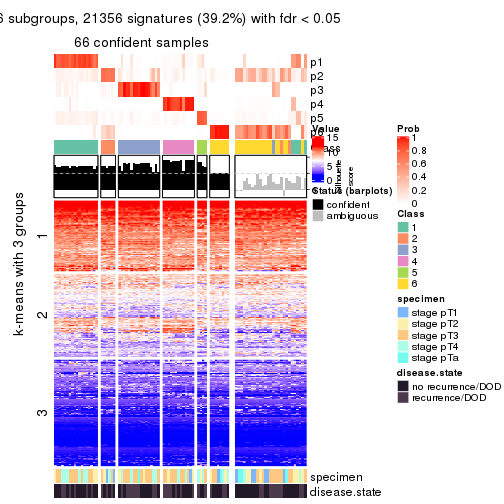 6 subgroups, 21356 signatures (39.2%) with fdr < 0.05
66 confident samples
p1
p2
p3
p4
p5
k-means with 3 groups
1
2
3
Value
15
10
5
0
Silhouette
score
Status (barplots)
confident
ambiguous
Prob
1
0.8
0.6
0.4
0.2
0
Class
1
2
3
4
5
6
specimen
stage pT1
stage pT2
stage pT3
stage pT4
stage pTa
disease.state
no recurrence/DOD
recurrence/DOD
specimen
disease.state